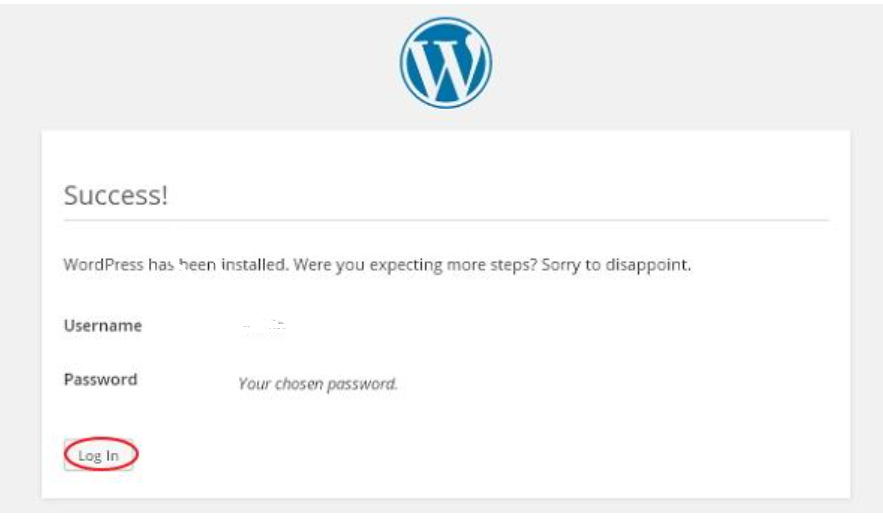 Success!
WordPress has been installed. Were you expecting more steps? Sorry to disappoint.
Username
Password
Your chosen password.
Log In